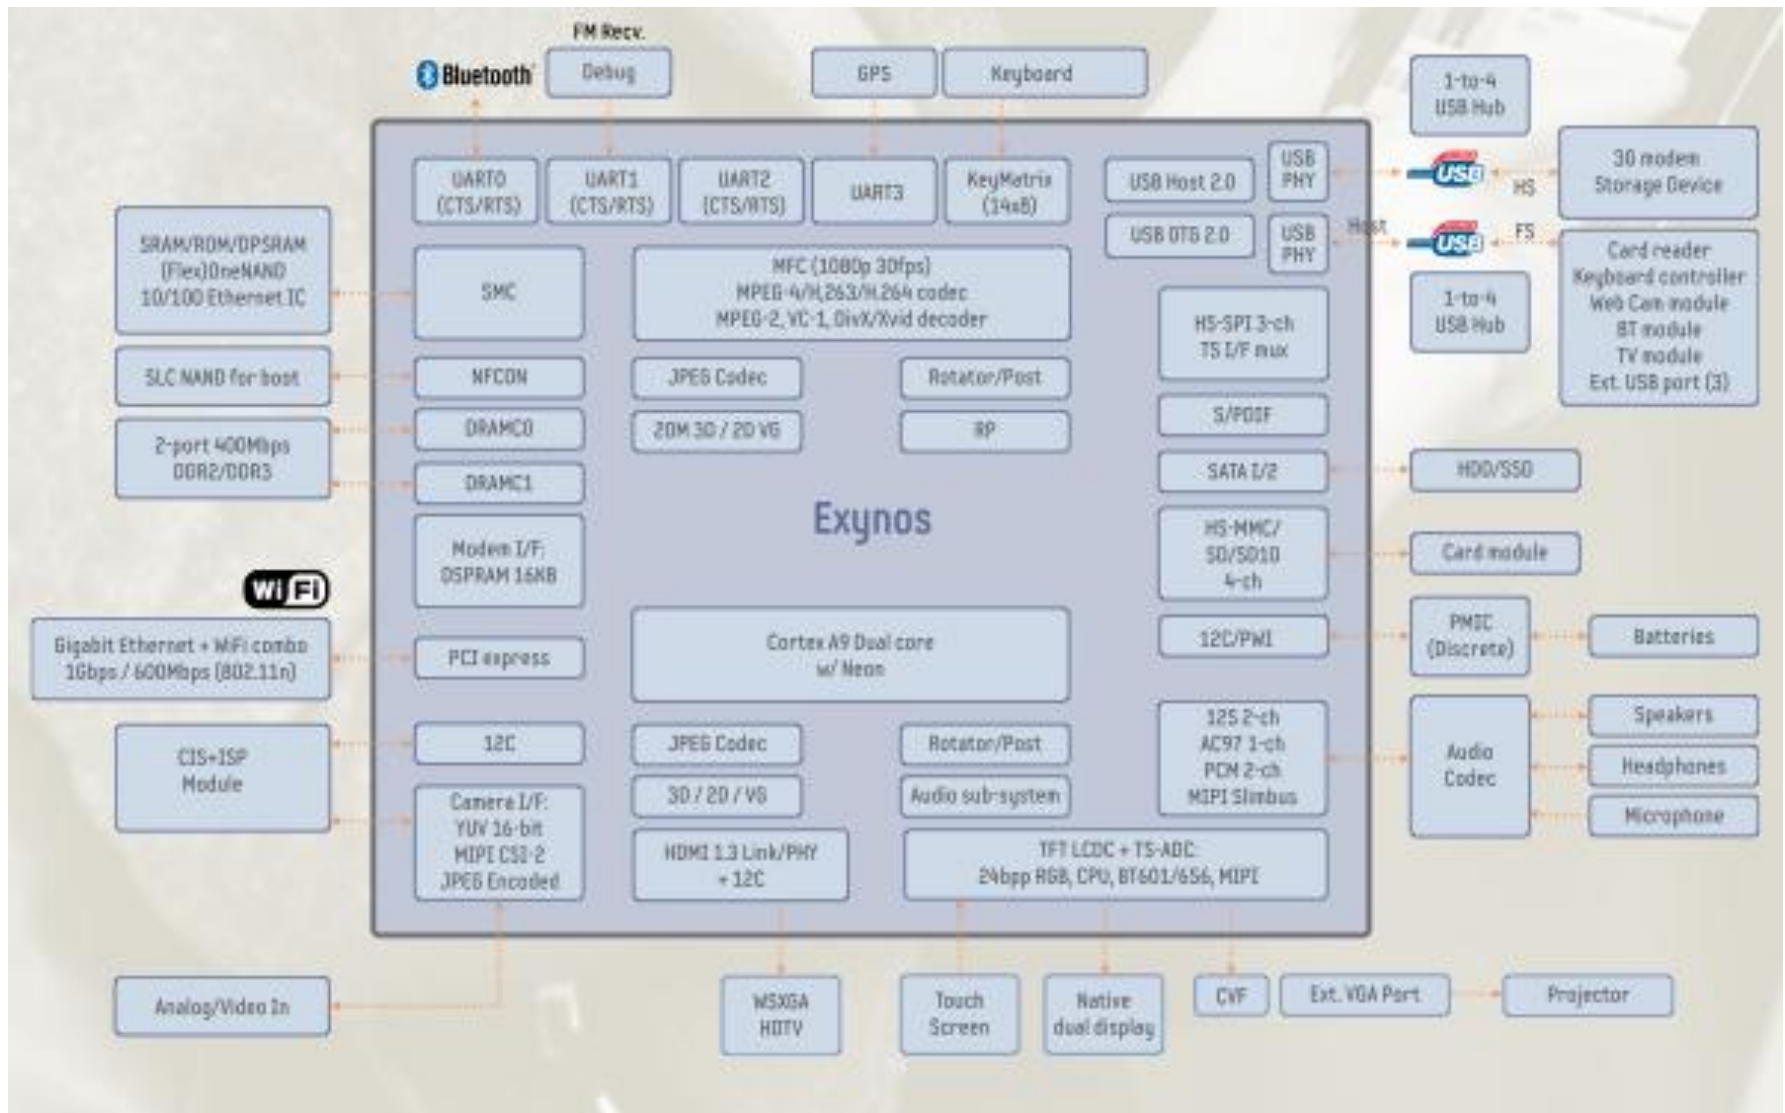 FM Recv.
Bluetooth
Debug
GPS
Keyboard
1-to-4
USB Hub
UART0
(CTS/RTS)
UART1
(CTS/RTS)
UART2
(CTS/RTS)
UART3
KeyMatrix
(14x8)
USB Host 2.0
USB
PHY
USB
HS
3G modem
Storage Device
USB OTG 2.0
USB
PHY
Host
USB
FS
1-to-4
USB Hub
Card reader
Keyboard controller
Web Cam module
BT module
TV module
Ext. USB port (3)
SRAM/ROM/DPSRAM
(Flex)OneNAND
10/100 Ethernet IC
SMC
MFC (1080p 30fps)
MPEG-4/H,263/H.264 codec
MPEG-2, VC-1, DivX/Xvid decoder
HS-SPI 3-ch
TS I/F mux
SLC NAND for boot
NFCON
JPEG Codec
Rotator/Post
2-port 400Mbps
DDR2/DDR3
DRAMC0
20M 3D / 2D VG
RP
S/PDIF
DRAMC1
SATA 1/2
HDD/SSD
Exynos
Modem I/F:
DSPRAM 16KB
HS-MMC/
SD/SD10
4-ch
Card module
WiFi
Gigabit Ethernet + WiFi combo
1Gbps / 600Mbps (802.11n)
PCI express
Cortex A9 Dual core
w/ Neon
12C/PWI
PMIC
(Discrete)
Batteries
CIS+ISP
Module
12C
JPEG Codec
Rotator/Post
12S 2-ch
AC97 1-ch
PCM 2-ch
MIPI Slimbus
Audio
Codec
Speakers
Headphones
Microphone
Camera I/F:
YUV 16-bit
MIPI CSI-2
JPEG Encoded
3D / 2D / VG
Audio sub-system
HDMI 1.3 Link/PHY
+ 12C
TFT LCDC + TS-ADC:
24bpp RGB, CPU, BT601/656, MIPI
Analog/Video In
WSXGA
HDTV
Touch
Screen
Native
dual display
CVF
Ext. VGA Port
Projector